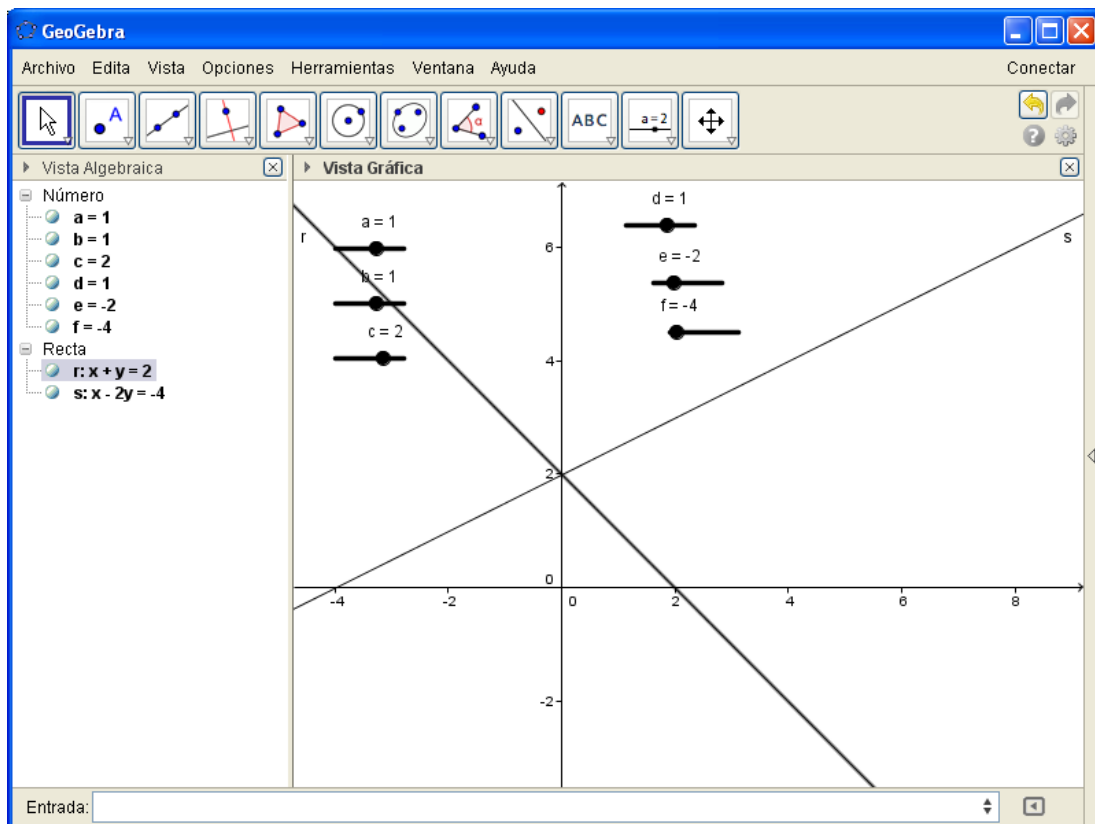 GeoGebra
Archivo Edita Vista Opciones Herramientas Ventana Ayuda Conectar
A α ABC a=2
Vista Algebraica
Número
a = 1
b = 1
c = 2
d = 1
e = -2
f = -4
Recta
r: x + y = 2
s: x - 2y = -4
Vista Gráfica
r
a = 1
b = 1
c = 2
d = 1
e = -2
f = -4
s
6
4
2
0
-4 -2 0 2 4 6 8
-2
Entrada: